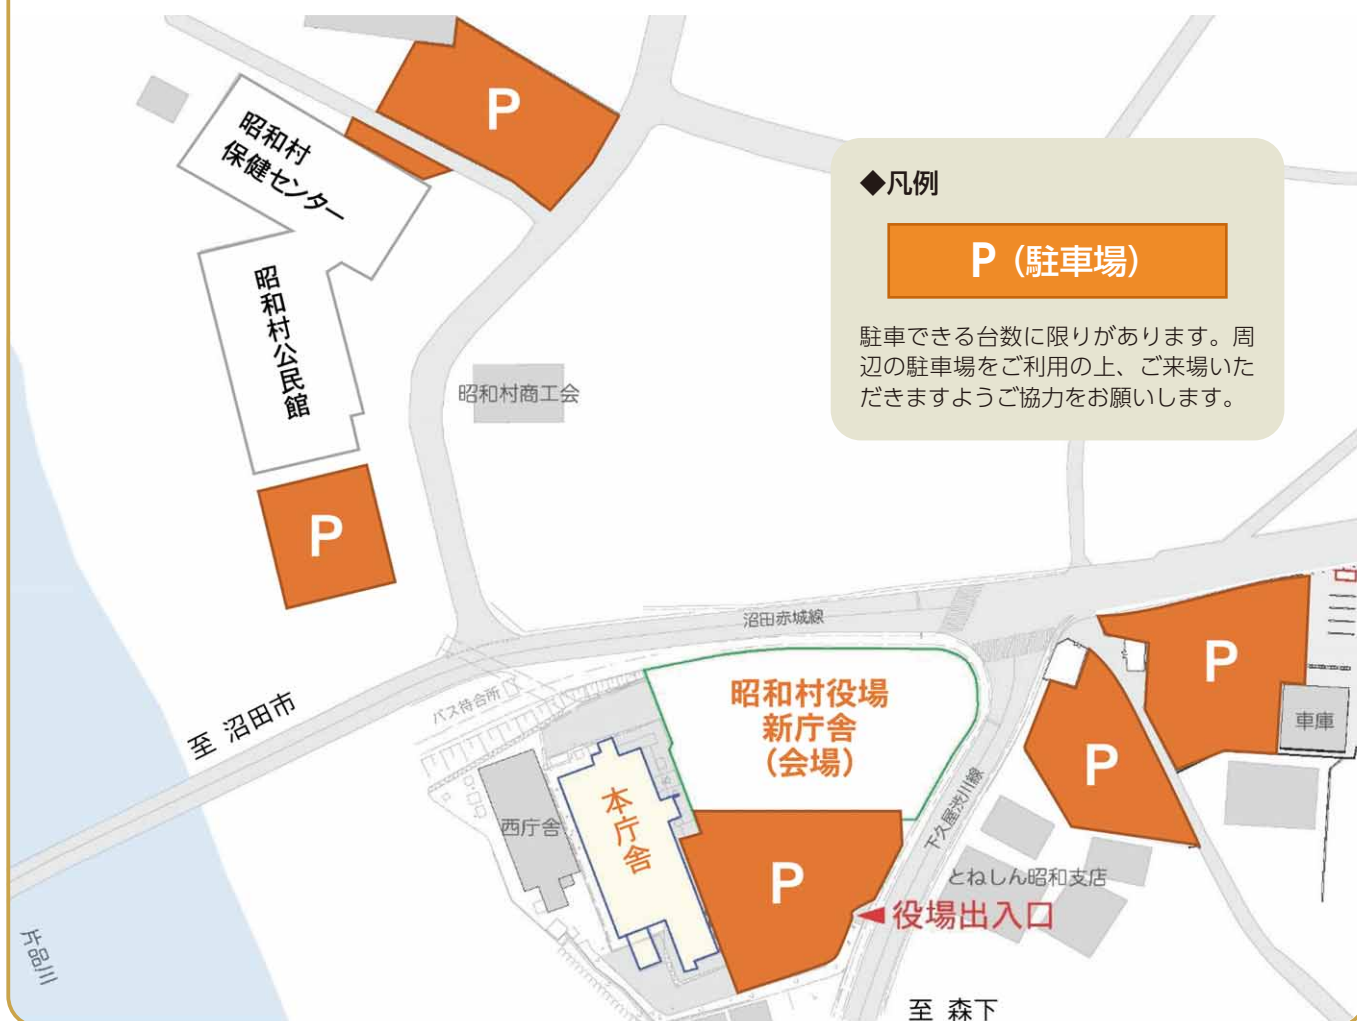 P
昭和村
保健センター
◆凡例
P（駐車場）
昭和村公民館
駐車できる台数に限りがあります。周
辺の駐車場をご利用の上、ご来場いた
だきますようご協力をお願いします。
昭和村商工会
P
沼田赤城線
P
至 沼田市
バス待合所
昭和村役場
新庁舎
（会場）
車庫
P
西庁舎
本庁舎
下久屋渋川線
P
とねしん昭和支店
役場出入口
片品川
至 森下